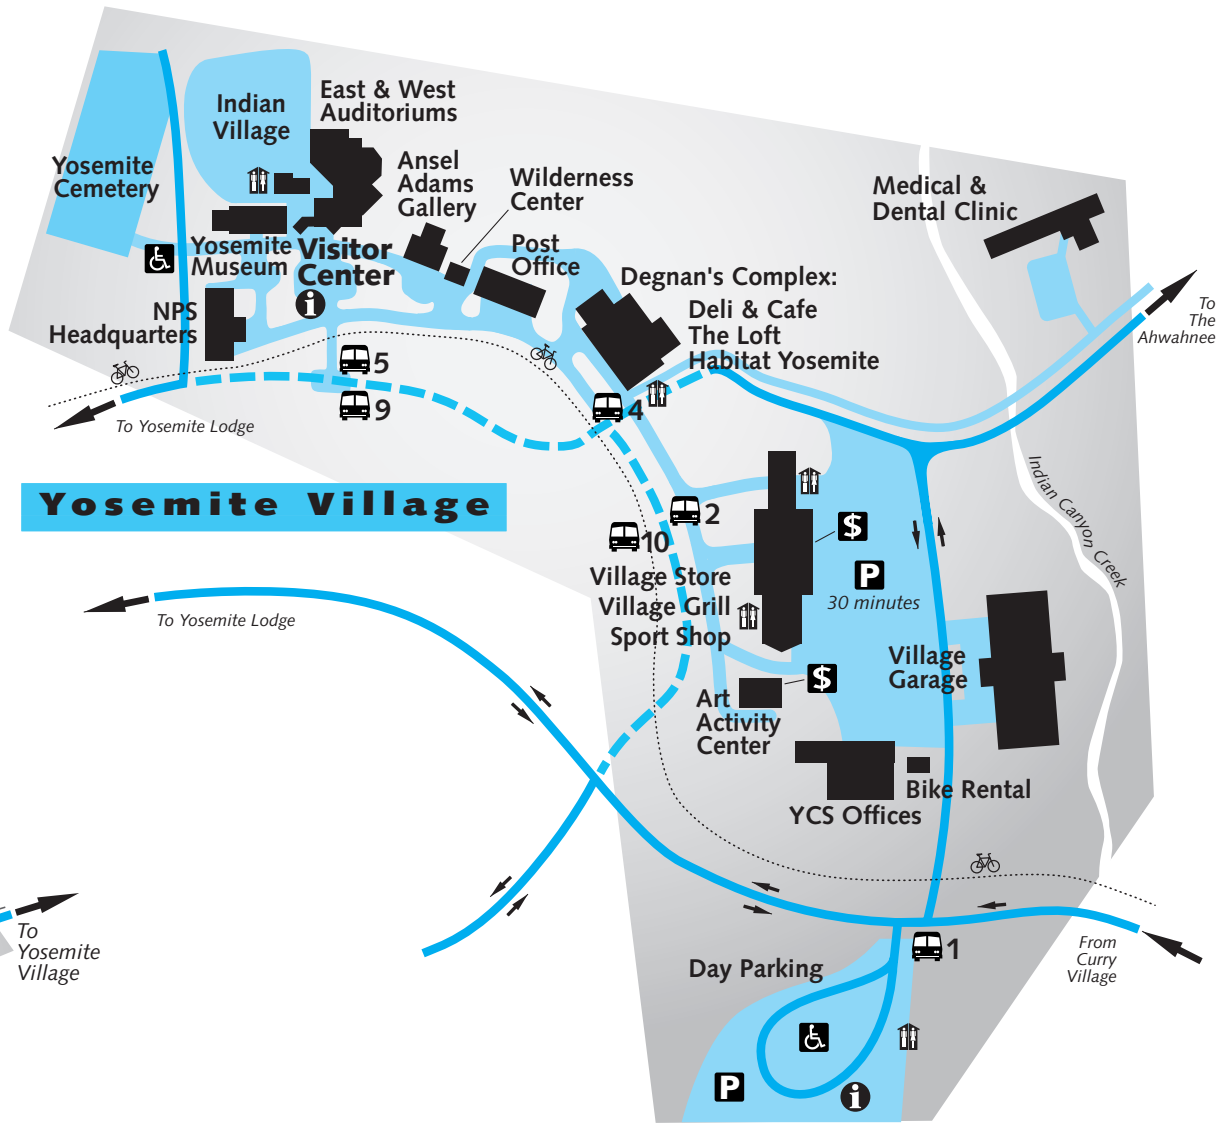 East & West
Auditoriums
Indian
Village
Yosemite
Cemetery
Ansel
Adams
Gallery
Wilderness
Center
Medical &
Dental Clinic
Yosemite
Museum
Visitor
Center
Post
Office
Degnan's Complex:
Deli & Cafe
The Loft
Habitat Yosemite
NPS
Headquarters
i
To
The
Ahwahnee
5
9
4
To Yosemite Lodge
Yosemite Village
Indian Canyon Creek
2
10
$
P
30 minutes
Village Store
Village Grill
Sport Shop
To Yosemite Lodge
Village
Garage
$
Art
Activity
Center
Bike Rental
YCS Offices
To
Yosemite
Village
1
From
Curry
Village
Day Parking
P
i